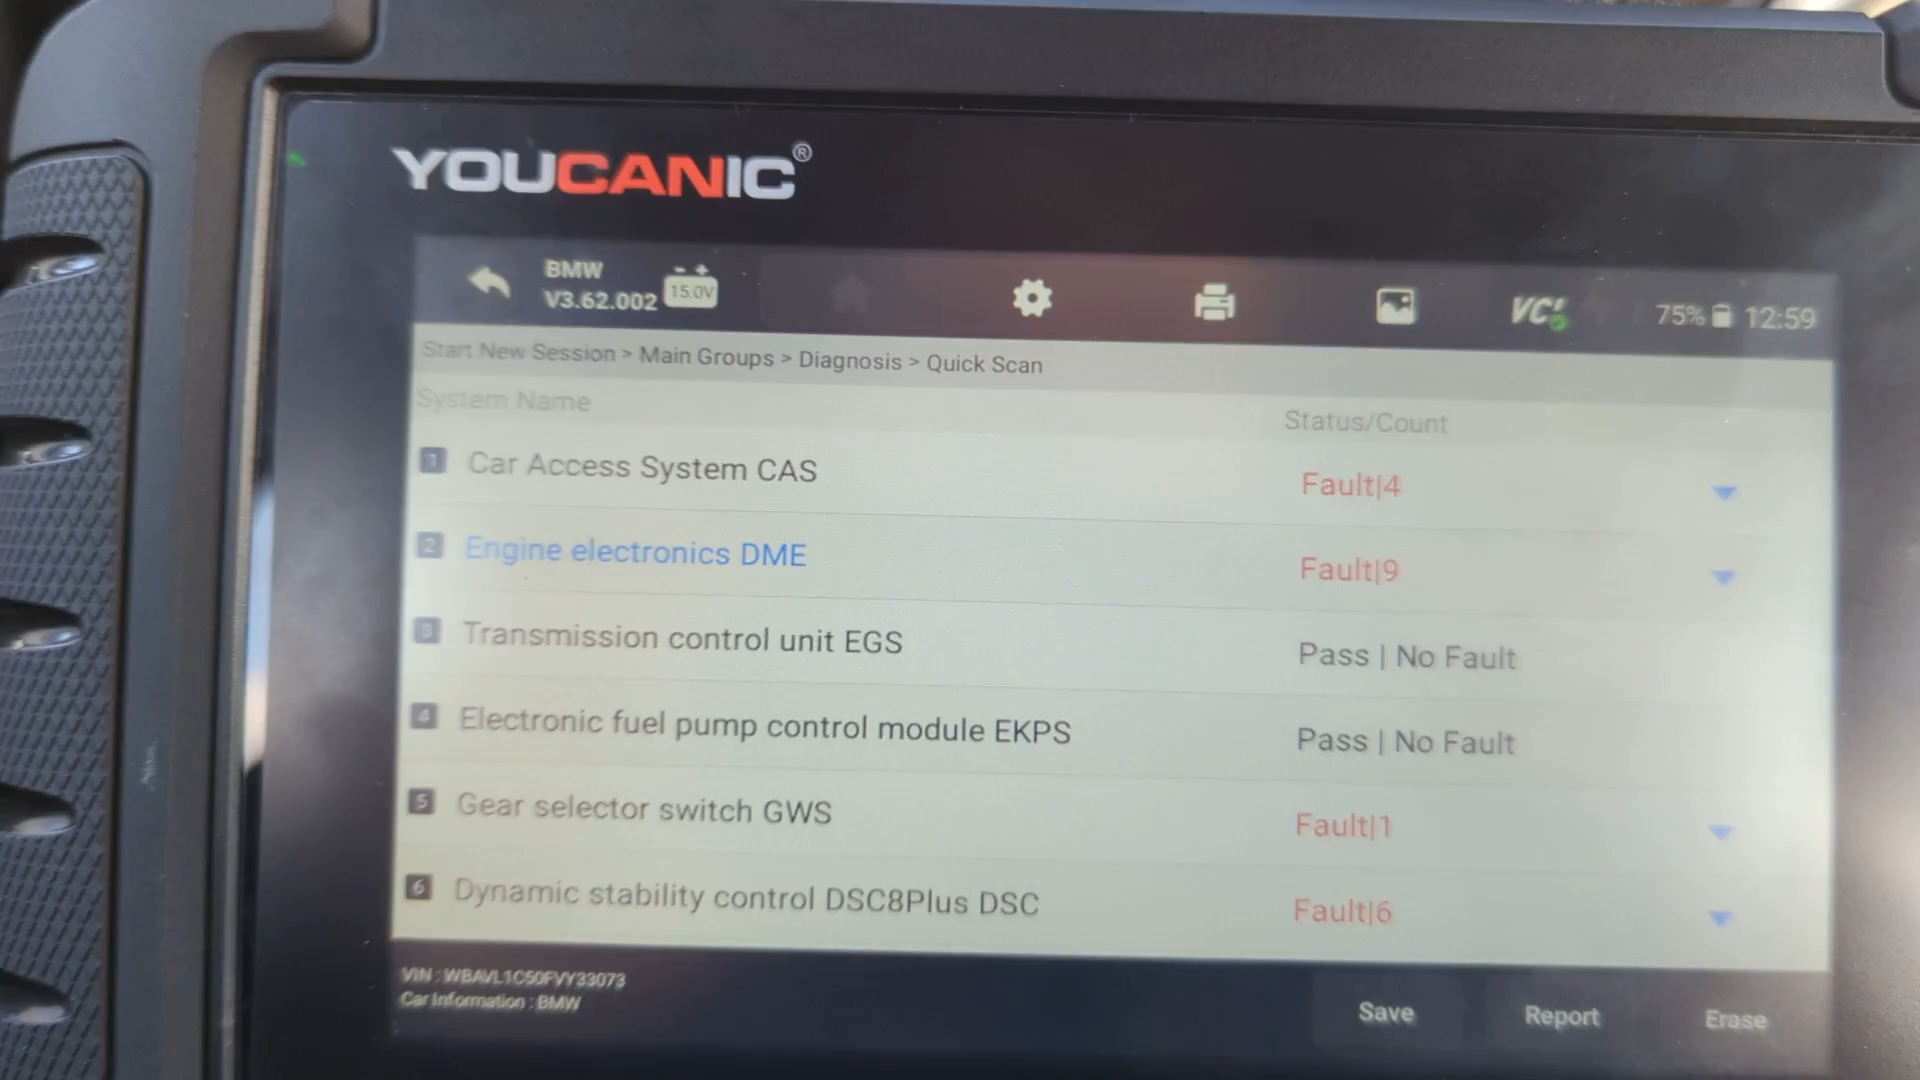 YOUCANIC®
BMW
V3.62.002
15.0V
75% 12:59
Start New Session > Main Groups > Diagnosis > Quick Scan
System Name Status/Count
1 Car Access System CAS Fault|4
2 Engine electronics DME Fault|9
3 Transmission control unit EGS Pass | No Fault
4 Electronic fuel pump control module EKPS Pass | No Fault
5 Gear selector switch GWS Fault|1
6 Dynamic stability control DSC8Plus DSC Fault|6
VIN : WBAVL1C50FVY33073
Car Information : BMW
Save Report Erase